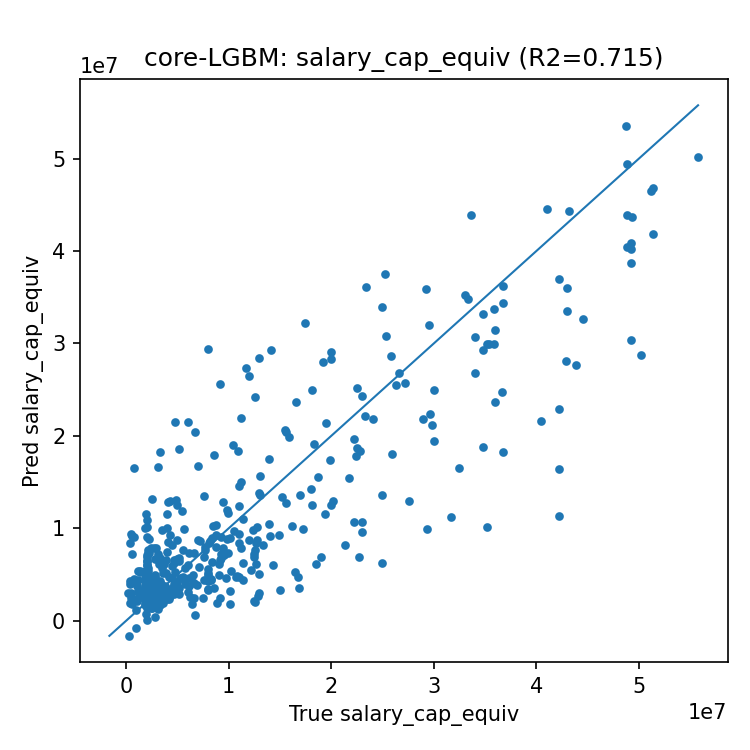 core-LGBM: salary_cap_equiv (R2=0.715)
1e7
5
4
3
2
1
0
Pred salary_cap_equiv
0 1 2 3 4 5
1e7
True salary_cap_equiv